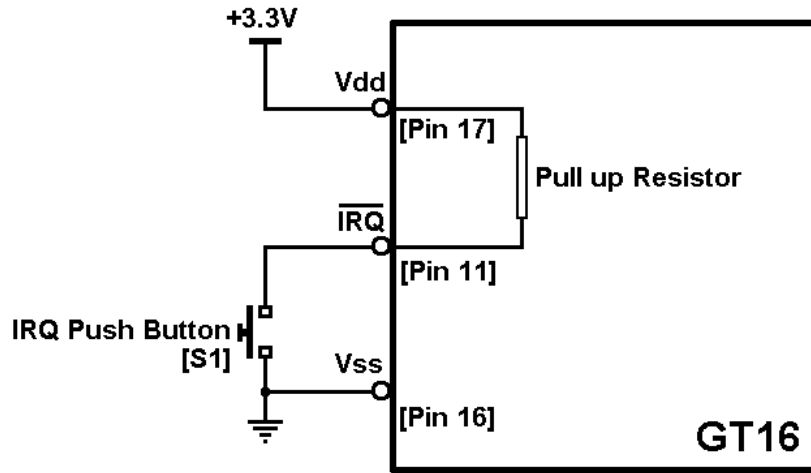 +3.3V
Vdd
[Pin 17]
Pull up Resistor
IRQ
[Pin 11]
IRQ Push Button
[S1]
Vss
[Pin 16]
GT16